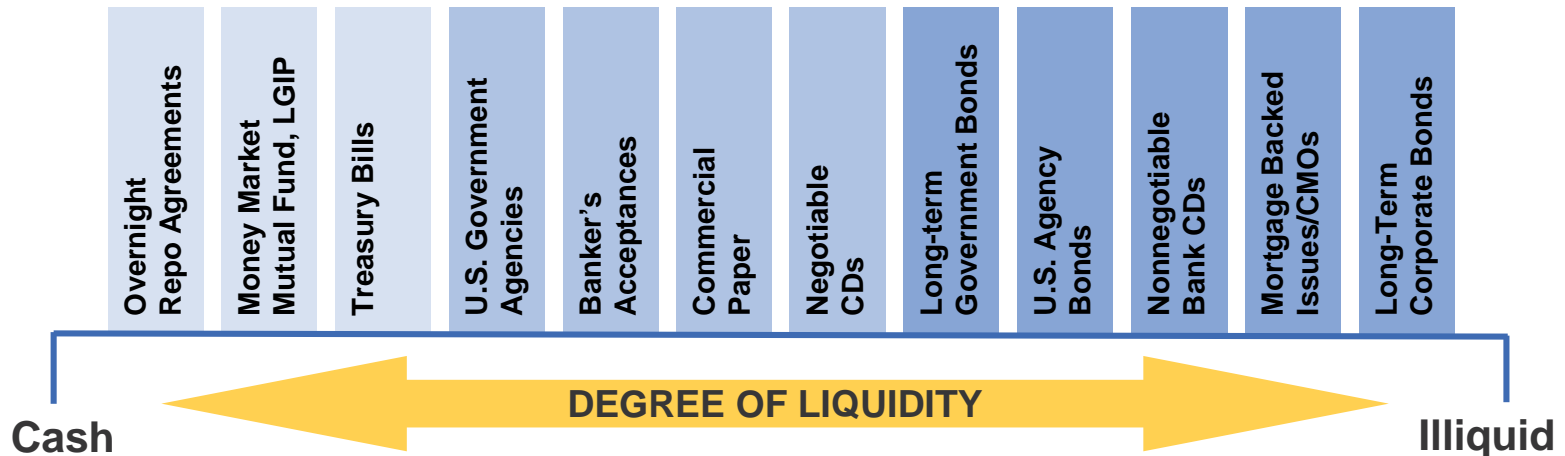 Overnight
Repo Agreements
Money Market
Mutual Fund, LGIP
Treasury Bills
U.S. Government
Agencies
Banker’s
Acceptances
Commercial
Paper
Negotiable
CDs
Long-term
Government Bonds
U.S. Agency
Bonds
Nonnegotiable
Bank CDs
Mortgage Backed
Issues/CMOs
Long-Term
Corporate Bonds
DEGREE OF LIQUIDITY
Cash
Illiquid